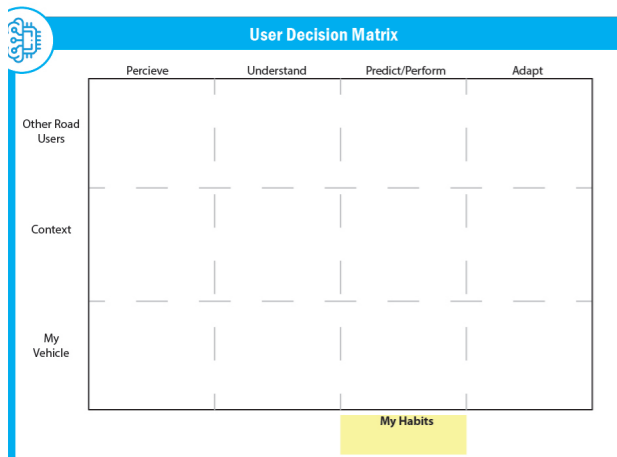 User Decision Matrix
Percieve Understand Predict/Perform Adapt
Other Road
Users
Context
My
Vehicle
My Habits